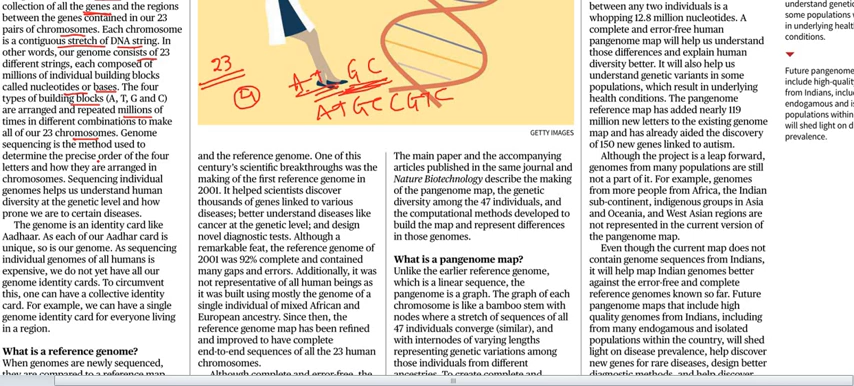 collection of all the genes and the regions
between the genes contained in our 23
pairs of chromosomes. Each chromosome
is a contiguous stretch of DNA string. In
other words, our genome consists of 23
different strings, each composed of
millions of individual building blocks
called nucleotides or bases. The four
types of building blocks (A, T, G and C)
are arranged and repeated millions of
times in different combinations to make
all of our 23 chromosomes. Genome
sequencing is the method used to
determine the precise order of the four
letters and how they are arranged in
chromosomes. Sequencing individual
genomes helps us understand human
diversity at the genetic level and how
prone we are to certain diseases.
The genome is an identity card like
Aadhaar. As each of our Aadhar card is
unique, so is our genome. As sequencing
individual genomes of all humans is
expensive, we do not yet have all our
genome identity cards. To circumvent
this, one can have a collective identity
card. For example, we can have a single
genome identity card for everyone living
in a region.
What is a reference genome?
When genomes are newly sequenced,
they are compared to a reference map
23
4
A T G C
A T G C C G T C
GETTY IMAGES
and the reference genome. One of this
century's scientific breakthroughs was the
making of the first reference genome in
2001. It helped scientists discover
thousands of genes linked to various
diseases; better understand diseases like
cancer at the genetic level; and design
novel diagnostic tests. Although a
remarkable feat, the reference genome of
2001 was 92% complete and contained
many gaps and errors. Additionally, it was
not representative of all human beings as
it was built using mostly the genome of a
single individual of mixed African and
European ancestry. Since then, the
reference genome map has been refined
and improved to have complete
end-to-end sequences of all the 23 human
chromosomes.
Although complete and error-free, the
The main paper and the accompanying
articles published in the same journal and
Nature Biotechnology describe the making
of the pangenome map, the genetic
diversity among the 47 individuals, and
the computational methods developed to
build the map and represent differences
in those genomes.
What is a pangenome map?
Unlike the earlier reference genome,
which is a linear sequence, the
pangenome is a graph. The graph of each
chromosome is like a bamboo stem with
nodes where a stretch of sequences of all
47 individuals converge (similar), and
with internodes of varying lengths
representing genetic variations among
those individuals from different
ancestries. To create complete and
between any two individuals is a
whopping 12.8 million nucleotides. A
complete and error-free human
pangenome map will help us understand
those differences and explain human
diversity better. It will also help us
understand genetic variants in some
populations, which result in underlying
health conditions. The pangenome
reference map has added nearly 119
million new letters to the existing genome
map and has already aided the discovery
of 150 new genes linked to autism.
Although the project is a leap forward,
genomes from many populations are still
not a part of it. For example, genomes
from more people from Africa, the Indian
sub-continent, indigenous groups in Asia
and Oceania, and West Asian regions are
not represented in the current version of
the pangenome map.
Even though the current map does not
contain genome sequences from Indians,
it will help map Indian genomes better
against the error-free and complete
reference genomes known so far. Future
pangenome maps that include high
quality genomes from Indians, including
from many endogamous and isolated
populations within the country, will shed
light on disease prevalence, help discover
new genes for rare diseases, design better
diagnostic methods, and help discover
understand genetic
some populations
in underlying
conditions.
Future pangenome
include high-quality
from Indians,
endogamous and
populations within
will shed light on
prevalence.